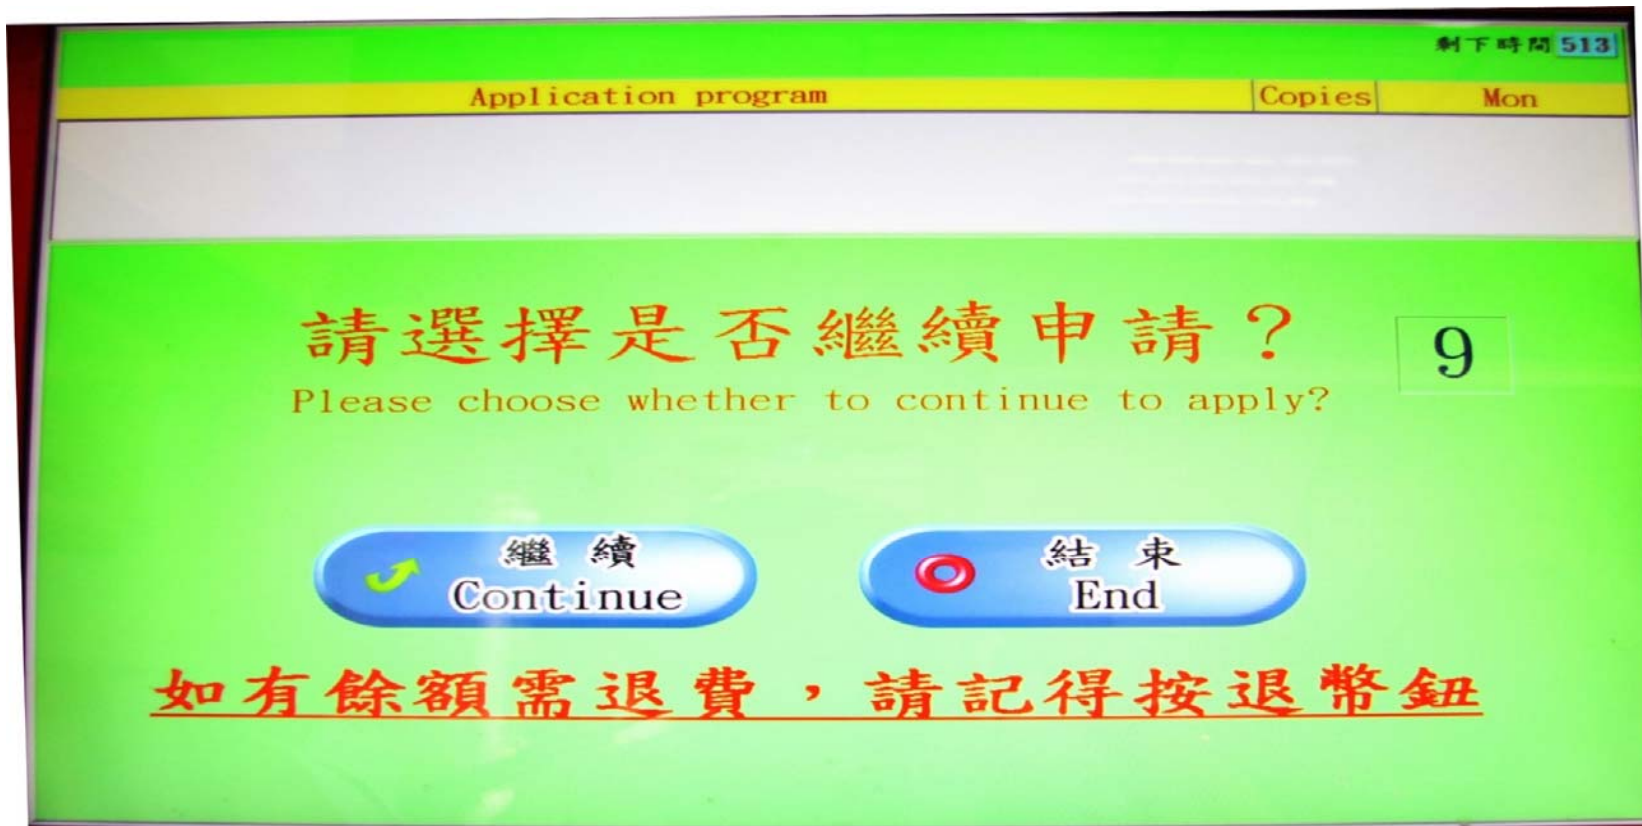 剩下時間 513
Application program Copies Mon
請選擇是否繼續申請？ 9
Please choose whether to continue to apply?
繼續
Continue
結束
End
如有餘額需退費，請記得按退幣鈕